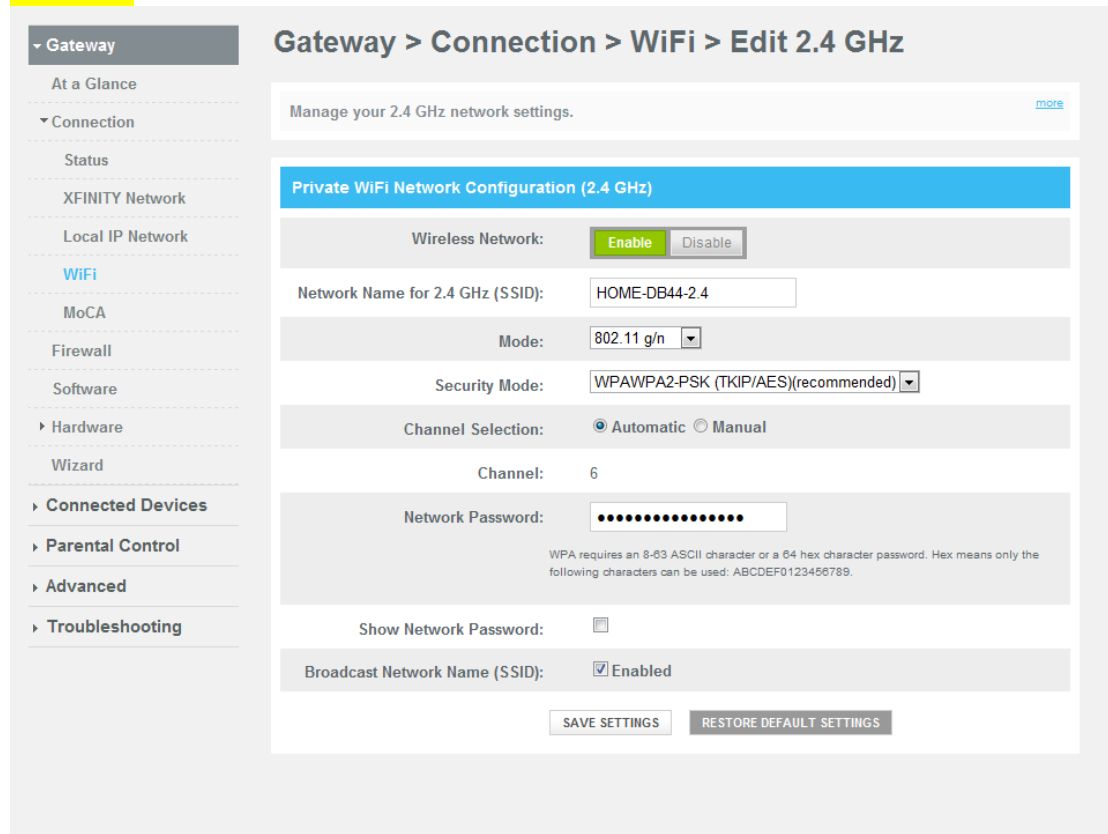 Gateway
At a Glance
Connection
Status
XFINITY Network
Local IP Network
WiFi
MoCA
Firewall
Software
Hardware
Wizard
Connected Devices
Parental Control
Advanced
Troubleshooting
Gateway > Connection > WiFi > Edit 2.4 GHz
Manage your 2.4 GHz network settings.
more
Private WiFi Network Configuration (2.4 GHz)
Wireless Network: Enable Disable
Network Name for 2.4 GHz (SSID): HOME-DB44-2.4
Mode: 802.11 g/n
Security Mode: WPAWPA2-PSK (TKIP/AES)(recommended)
Channel Selection: Automatic Manual
Channel: 6
Network Password: ••••••••••••••••
WPA requires an 8-63 ASCII character or a 64 hex character password. Hex means only the
following characters can be used: ABCDEF0123456789.
Show Network Password:
Broadcast Network Name (SSID): Enabled
SAVE SETTINGS RESTORE DEFAULT SETTINGS